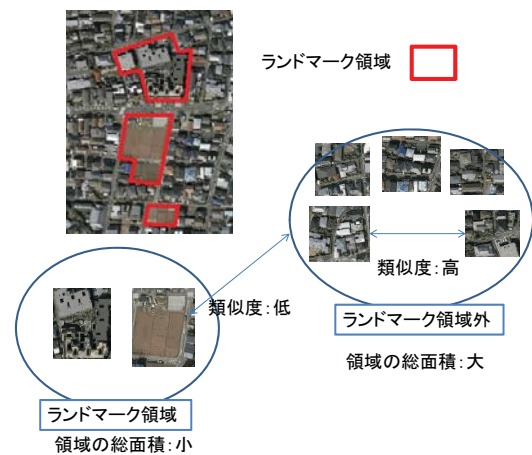 ランドマーク領域
類似度:高
類似度:低
ランドマーク領域外
領域の総面積:大
ランドマーク領域
領域の総面積:小